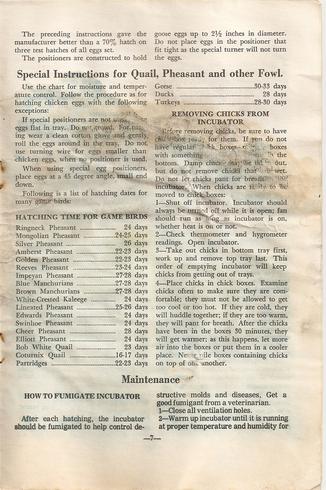 The preceding instructions gave the
manufacturer better than a 70% hatch on
three test hatches of all eggs set.
The positioners are constructed to hold
goose eggs up to 2½ inches in diameter.
Do not place eggs in the positioner that
fit tight as the special turner will not turn
the eggs.
Special Instructions for Quail, Pheasant and other Fowl.
Use the chart for moisture and temper-
ature control. Follow the procedure as for
hatching chicken eggs with the following
exceptions:
If special positioners are not
eggs flat in tray. Do not crowd. For
ing wear a clean cotton glove and gently,
roll the eggs around in the tray. Do not
use turning wire for eggs smaller than
chicken eggs, when no positioner is used.
When using special egg positioners,
place eggs at a 45 degree angle, small end
down.
Following is a list of hatching dates for
many game birds:
HATCHING TIME FOR GAME BIRDS
Ringneck Pheasant 24 days
Mongolian Pheasant 24-25 days
Silver Pheasant 26 days
Amherst Pheasant 22-23 days
Golden Pheasant 22-23 days
Reeves Pheasant 23-24 days
Impeyan Pheasant 27-28 days
Blue Manchurians 27-28 days
Brown Manchurians 27-28 days
White-Crested Kaleege 24 days
Lineated Pheasant 25-26 days
Edwards Pheasant 24 days
Swinhoe Pheasant 24 days
Cheer Pheasant 28 days
Elliott Pheasant 24 days
Bob White Quail 23 days
Coturnix Quail 16-17 days
Partridges 22-23 days
Geese 30-33 days
Ducks 28 days
Turkeys 28-30 days
REMOVING CHICKS FROM
INCUBATOR
Before removing chicks, be sure to have
for them. If you do not
have regular boxes
with something
bottom. Damp chicks out,
but do not remove chicks
Do not let chicks pant for breath
incubator. When chicks are
moved to chick boxes:
1—Shut off incubator. Incubator should
always be turned off while it is open; fan
should run as long as incubator is on,
whether heat is on or not.
2—Check thermometer and hygrometer
readings. Open incubator.
3—Take out chicks in bottom tray first,
work up and remove top tray last. This
order of emptying incubator will keep
chicks from getting out of trays.
4—Place chicks in chick boxes. Examine
chicks often to make sure they are com-
fortable; they must not be allowed to get
too cool or too hot. If they are cold, they
will huddle together; if they are too warm,
they will pant for breath. After the chicks
have been in the boxes 30 minutes, they
will get warmer; as this happens, let more
air into the boxes or put them in a cooler
place. Never pile boxes containing chicks
on top of one another.
Maintenance
HOW TO FUMIGATE INCUBATOR
After each hatching, the incubator
should be fumigated to help control de-
structive molds and diseases, Get a
good fumigant from a veterinarian.
1—Close all ventilation holes.
2—Warm up incubator until it is running
at proper temperature and humidity for
—7—